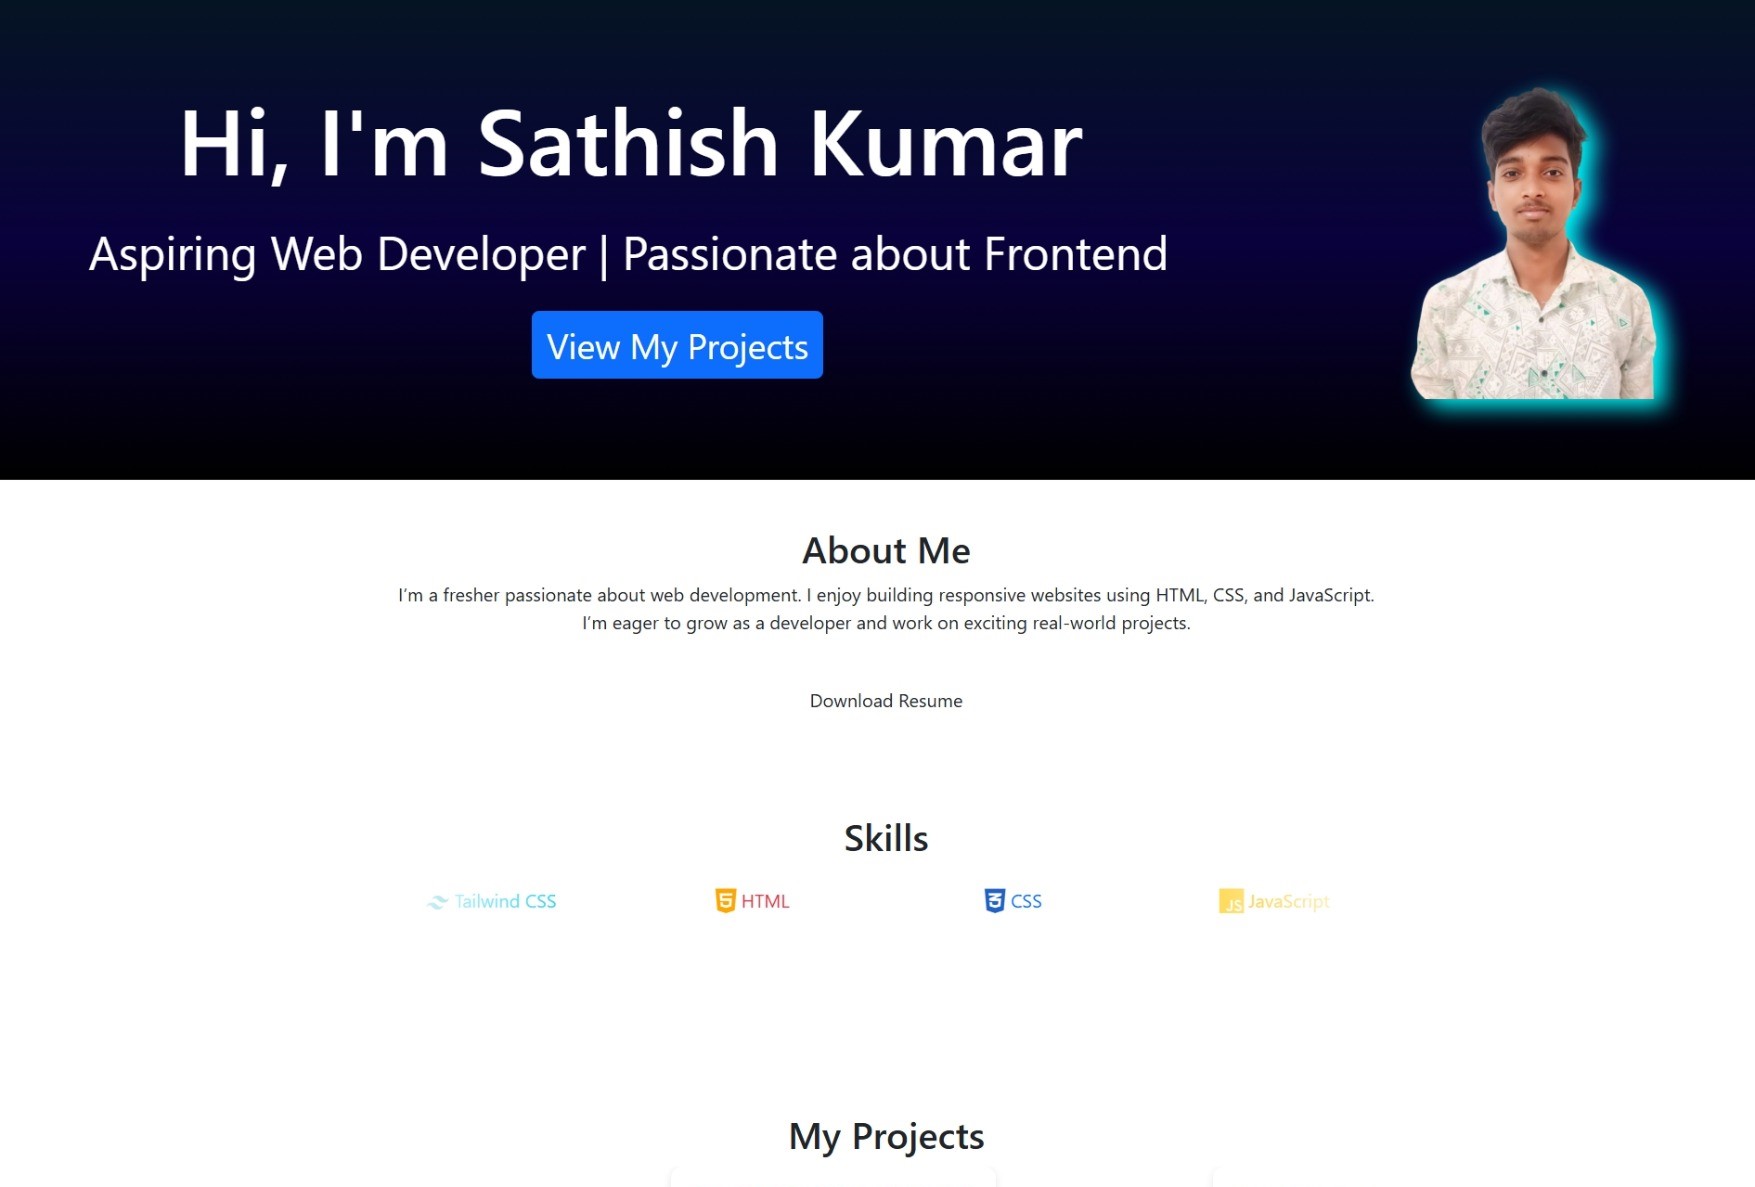 Hi, I'm Sathish Kumar
Aspiring Web Developer | Passionate about Frontend
View My Projects
About Me
I’m a fresher passionate about web development. I enjoy building responsive websites using HTML, CSS, and JavaScript.
I’m eager to grow as a developer and work on exciting real-world projects.
Download Resume
Skills
Tailwind CSS
5 HTML
3 CSS
JS JavaScript
My Projects